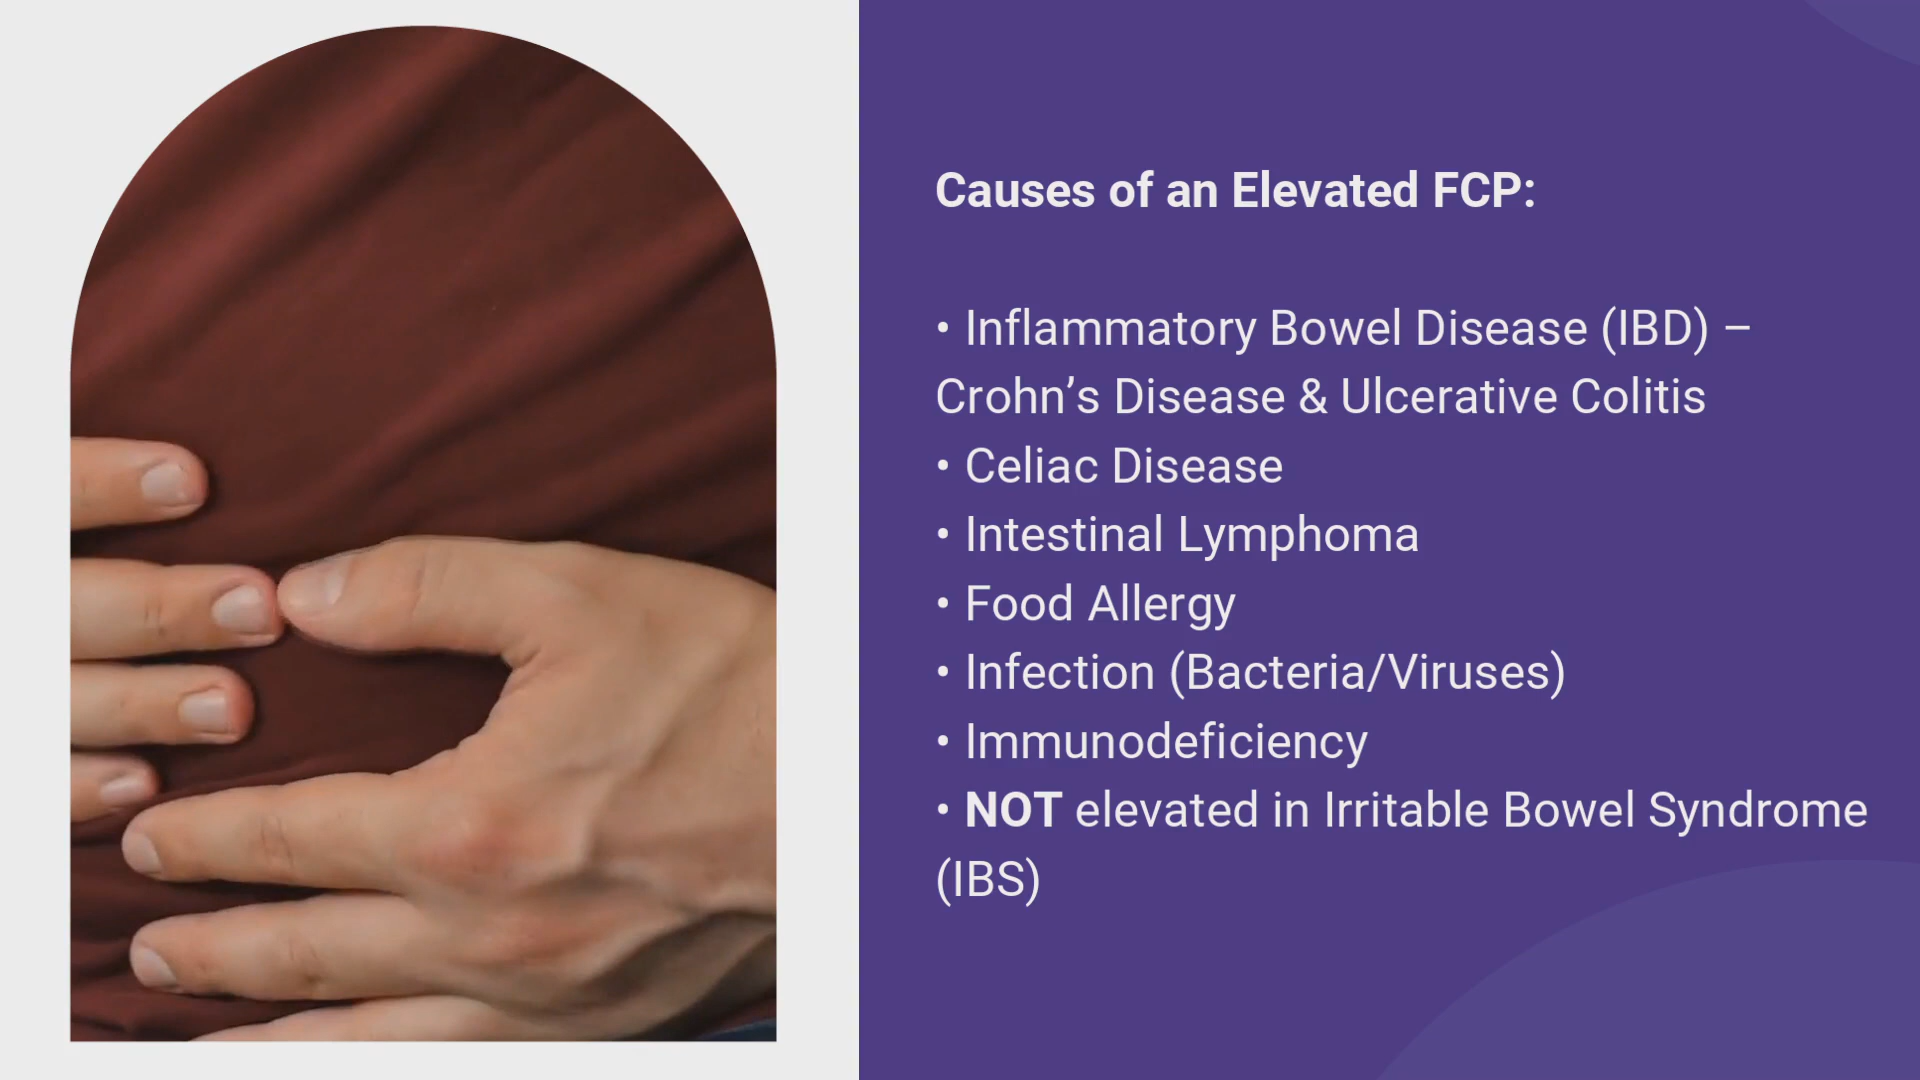 Causes of an Elevated FCP:
• Inflammatory Bowel Disease (IBD) –
Crohn’s Disease & Ulcerative Colitis
• Celiac Disease
• Intestinal Lymphoma
• Food Allergy
• Infection (Bacteria/Viruses)
• Immunodeficiency
• NOT elevated in Irritable Bowel Syndrome
(IBS)